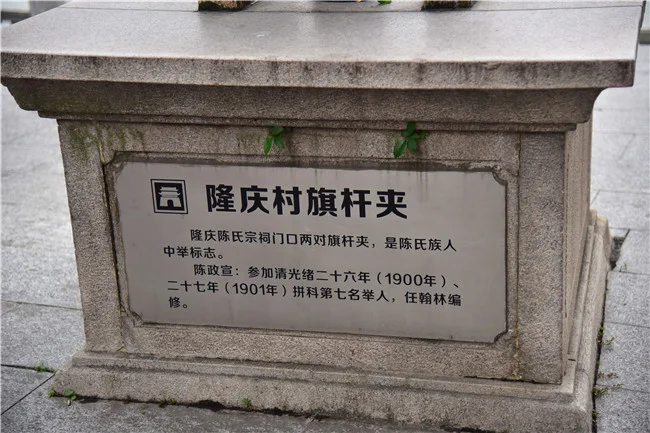 隆庆村旗杆夹
隆庆陈氏宗祠门口两对旗杆夹，是陈氏族人
中举标志。
陈政宣：参加清光绪二十六年（1900年）、
二十七年（1901年）拼科第七名举人，任翰林编
修。